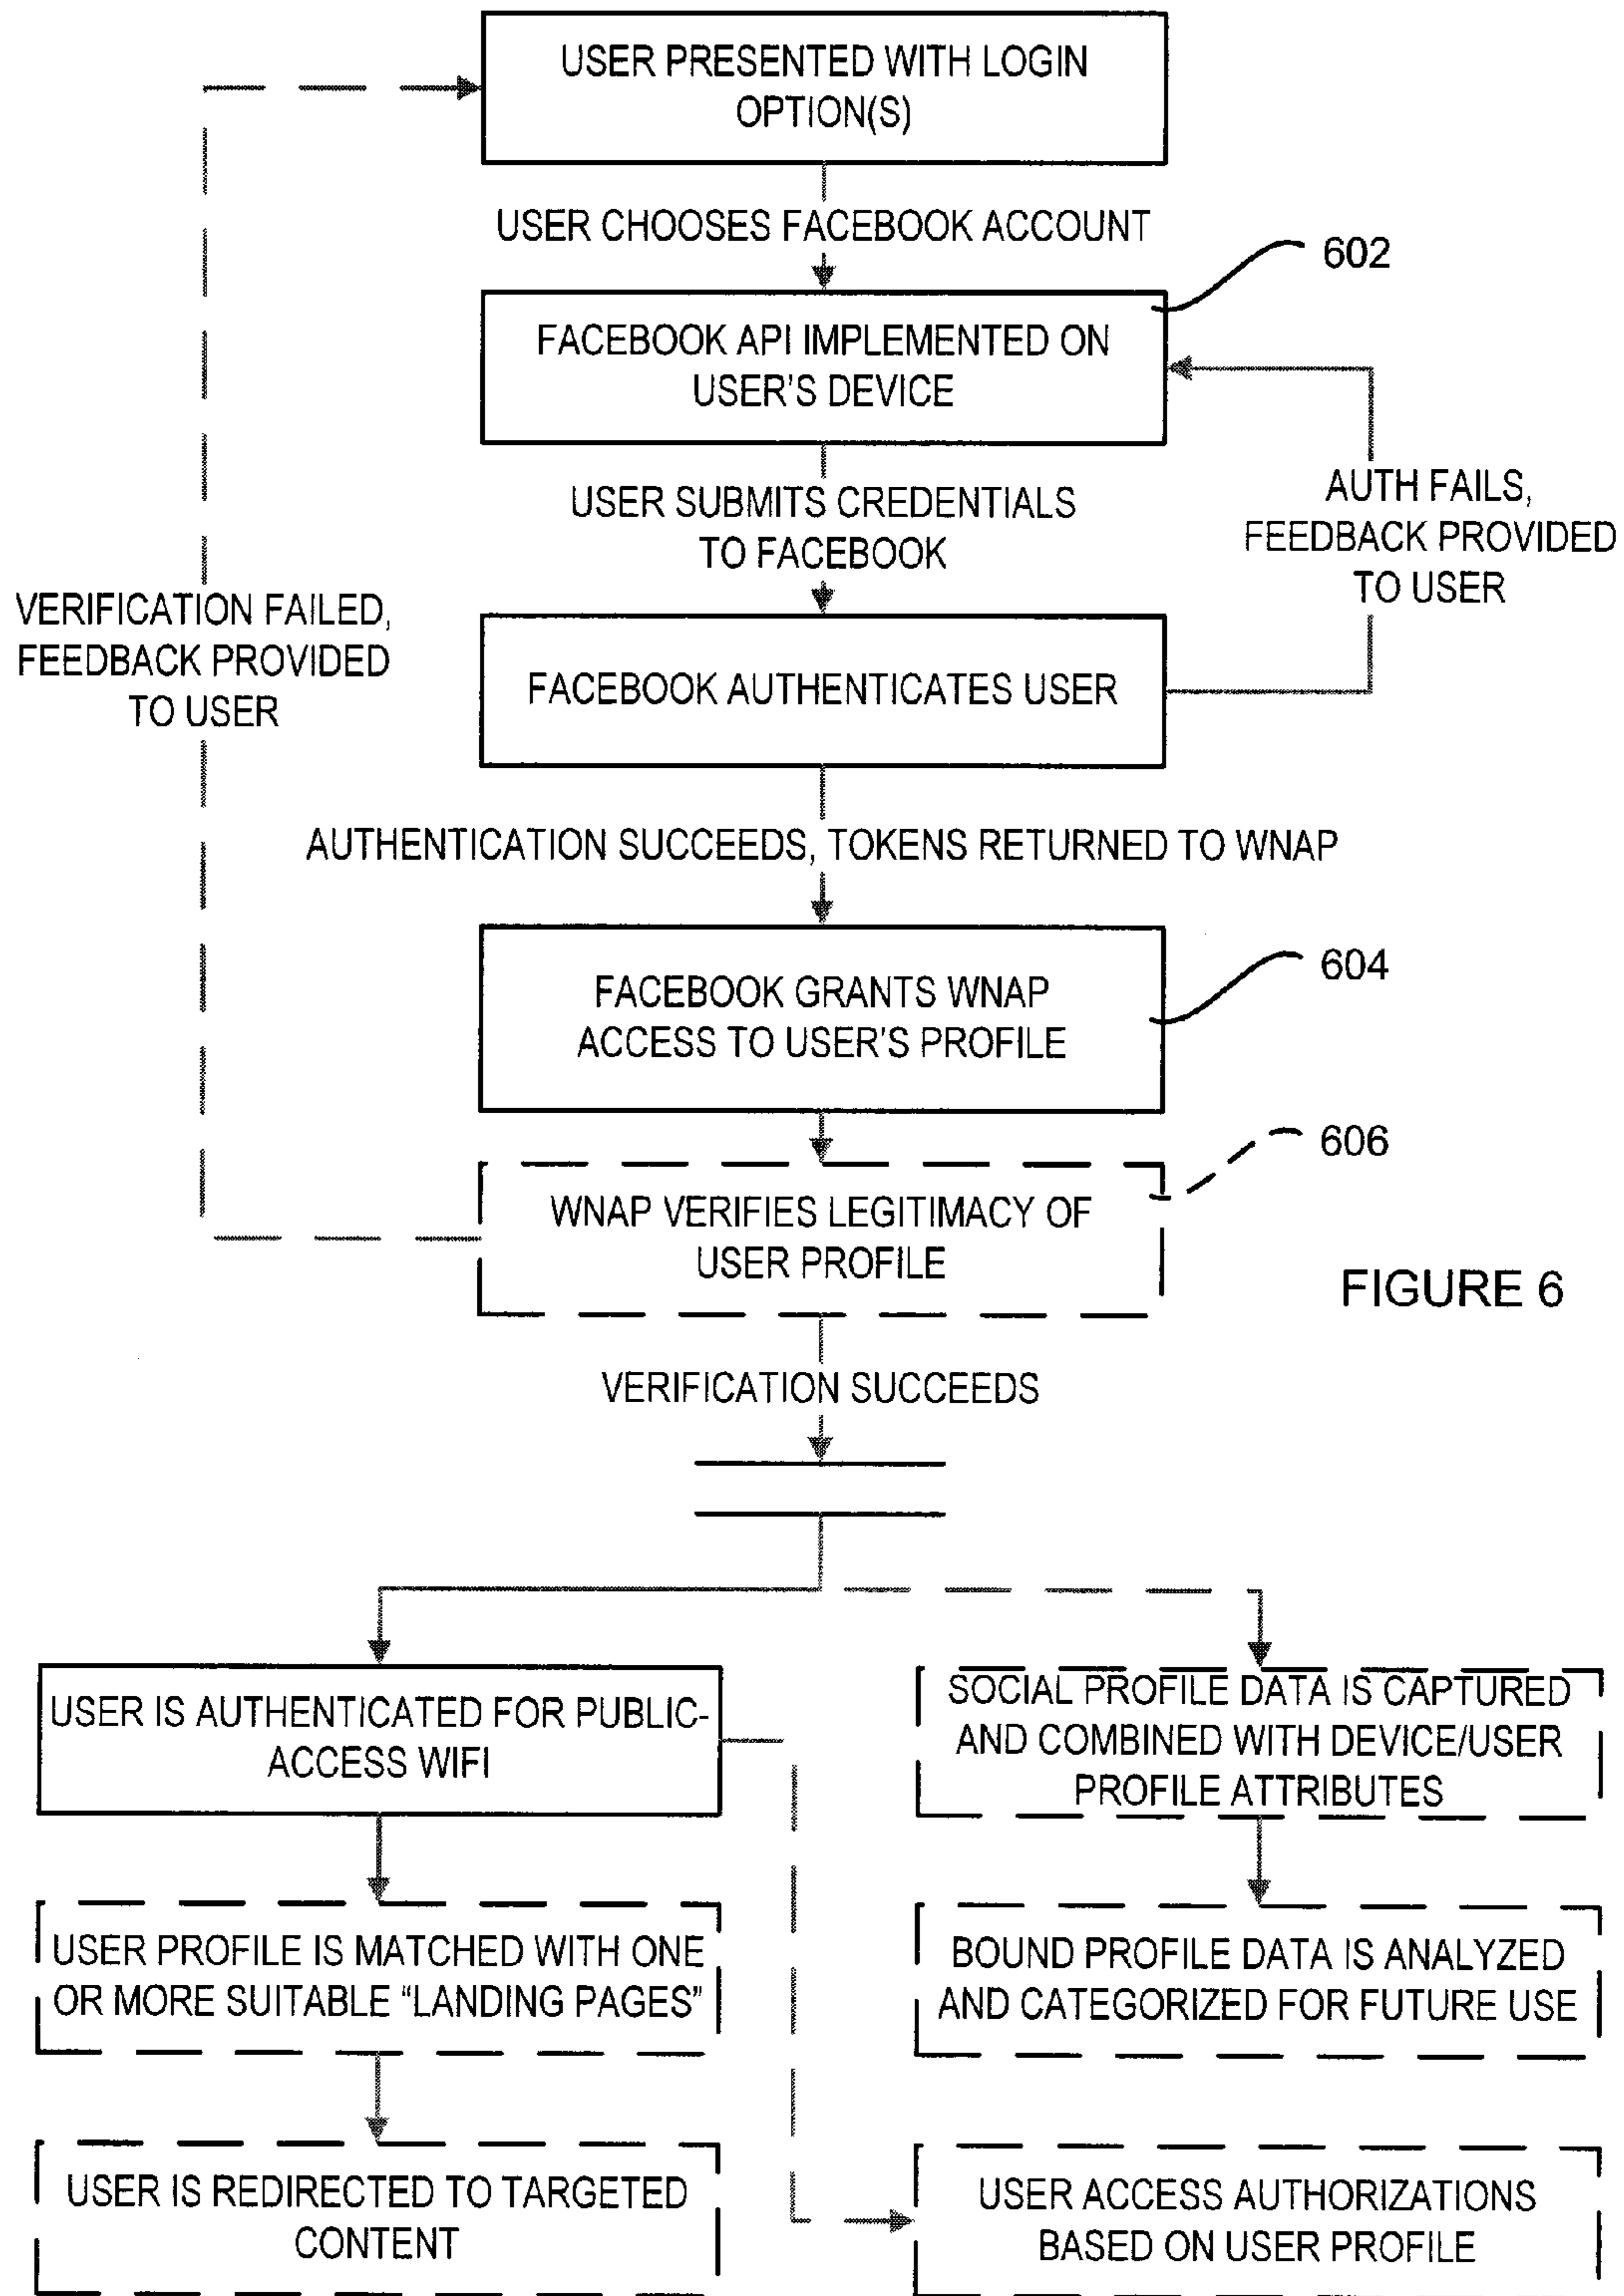 USER PRESENTED WITH LOGIN
OPTION(S)
USER CHOOSES FACEBOOK ACCOUNT
602
FACEBOOK API IMPLEMENTED ON
USER'S DEVICE
USER SUBMITS CREDENTIALS
TO FACEBOOK
AUTH FAILS,
FEEDBACK PROVIDED
TO USER
VERIFICATION FAILED,
FEEDBACK PROVIDED
TO USER
FACEBOOK AUTHENTICATES USER
AUTHENTICATION SUCCEEDS, TOKENS RETURNED TO WNAP
FACEBOOK GRANTS WNAP
ACCESS TO USER'S PROFILE
604
606
WNAP VERIFIES LEGITIMACY OF
USER PROFILE
FIGURE 6
VERIFICATION SUCCEEDS
USER IS AUTHENTICATED FOR PUBLIC-
ACCESS WIFI
SOCIAL PROFILE DATA IS CAPTURED
AND COMBINED WITH DEVICE/USER
PROFILE ATTRIBUTES
USER PROFILE IS MATCHED WITH ONE
OR MORE SUITABLE “LANDING PAGES”
BOUND PROFILE DATA IS ANALYZED
AND CATEGORIZED FOR FUTURE USE
USER IS REDIRECTED TO TARGETED
CONTENT
USER ACCESS AUTHORIZATIONS
BASED ON USER PROFILE